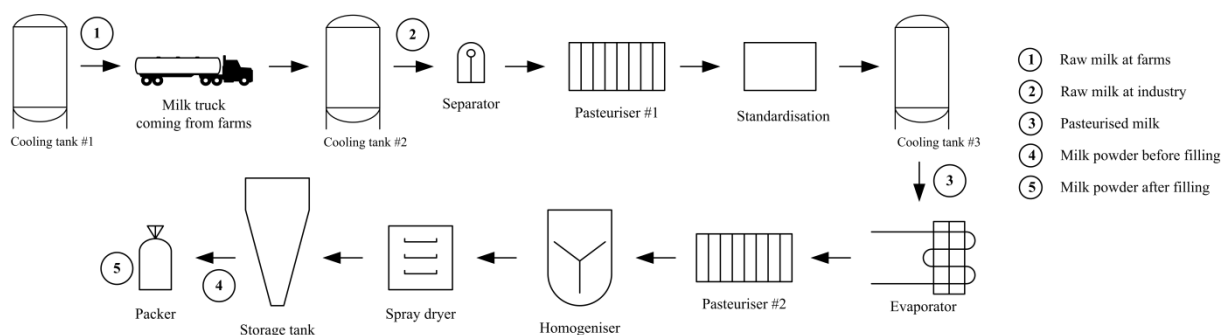 1
Milk truck
coming from farms
Cooling tank #1
2
Cooling tank #2
Separator
Pasteuriser #1
Standardisation
Cooling tank #3
1 Raw milk at farms
2 Raw milk at industry
3 Pasteurised milk
4 Milk powder before filling
5 Milk powder after filling
3
Evaporator
Pasteuriser #2
Homogeniser
Spray dryer
Storage tank
4
5
Packer